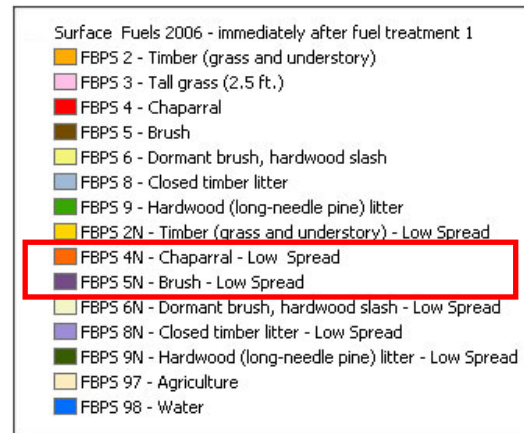 Surface Fuels 2006 - immediately after fuel treatment 1
FBPS 2 - Timber (grass and understory)
FBPS 3 - Tall grass (2.5 ft.)
FBPS 4 - Chaparral
FBPS 5 - Brush
FBPS 6 - Dormant brush, hardwood slash
FBPS 8 - Closed timber litter
FBPS 9 - Hardwood (long-needle pine) litter
FBPS 2N - Timber (grass and understory) - Low Spread
FBPS 4N - Chaparral - Low Spread
FBPS 5N - Brush - Low Spread
FBPS 6N - Dormant brush, hardwood slash - Low Spread
FBPS 8N - Closed timber litter - Low Spread
FBPS 9N - Hardwood (long-needle pine) litter - Low Spread
FBPS 97 - Agriculture
FBPS 98 - Water